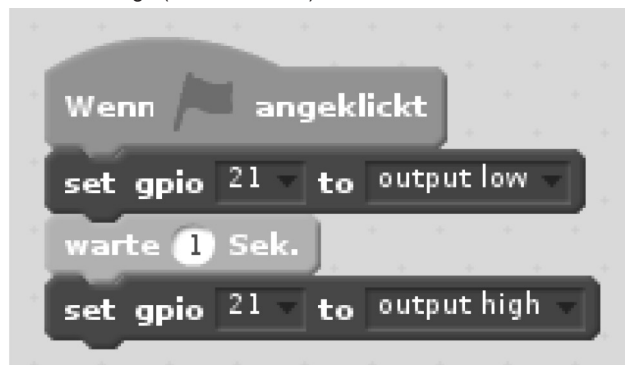 Wenn angeklickt
set gpio 21 to output low
warte 1 Sek.
set gpio 21 to output high